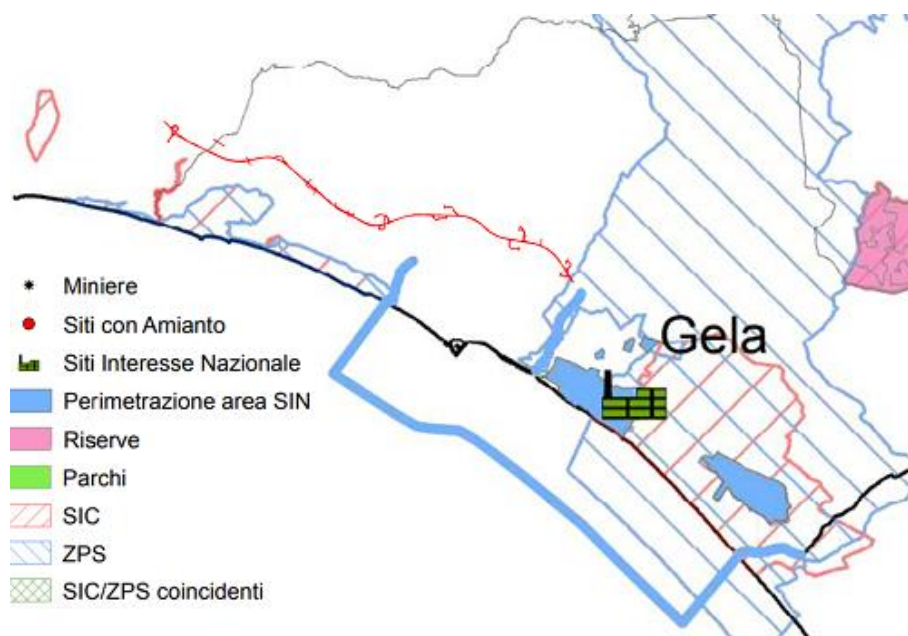 Gela
Miniere
Siti con Amianto
Siti Interesse Nazionale
Perimetrazione area SIN
Riserve
Parchi
SIC
ZPS
SIC/ZPS coincidenti